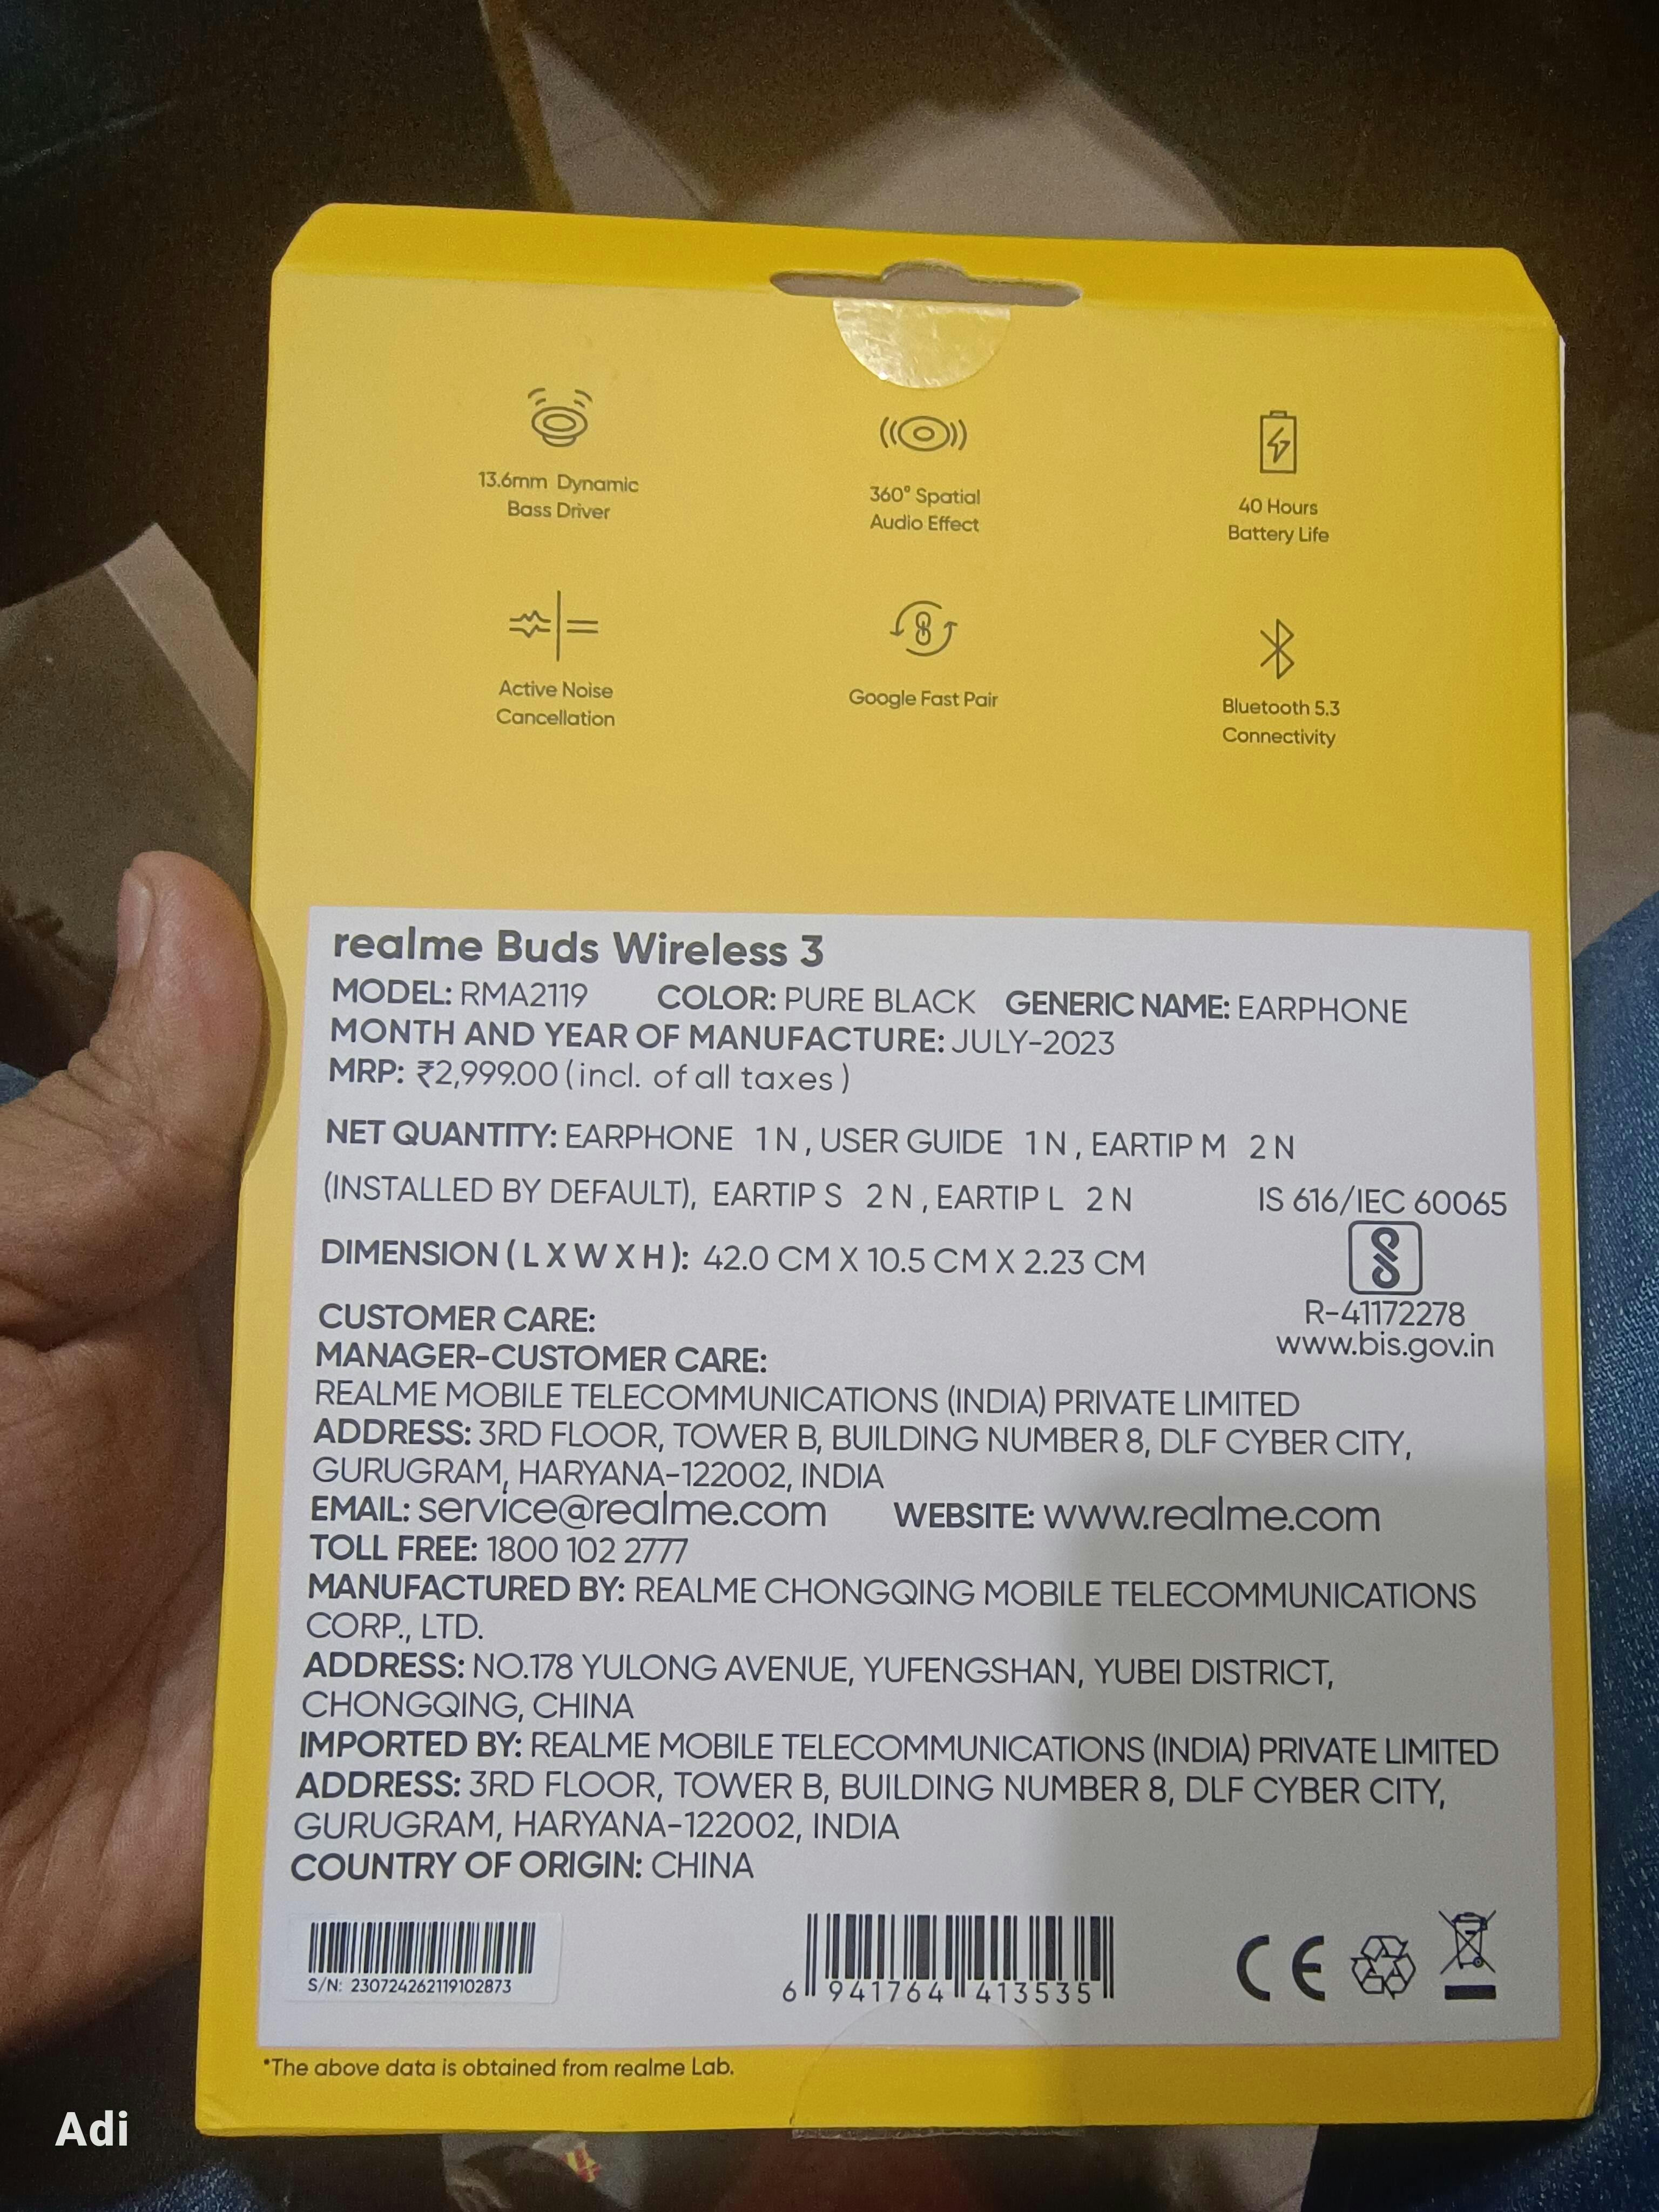 13.6mm Dynamic
Bass Driver
360° Spatial
Audio Effect
40 Hours
Battery Life
Active Noise
Cancellation
Google Fast Pair
Bluetooth 5.3
Connectivity
realme Buds Wireless 3
MODEL: RMA2119 COLOR: PURE BLACK GENERIC NAME: EARPHONE
MONTH AND YEAR OF MANUFACTURE: JULY-2023
MRP: ₹2,999.00 (incl. of all taxes)
NET QUANTITY: EARPHONE 1 N, USER GUIDE 1 N, EARTIP M 2 N
(INSTALLED BY DEFAULT), EARTIP S 2 N, EARTIP L 2 N
IS 616/IEC 60065
DIMENSION (L X W X H): 42.0 CM X 10.5 CM X 2.23 CM
R-41172278
www.bis.gov.in
CUSTOMER CARE:
MANAGER-CUSTOMER CARE:
REALME MOBILE TELECOMMUNICATIONS (INDIA) PRIVATE LIMITED
ADDRESS: 3RD FLOOR, TOWER B, BUILDING NUMBER 8, DLF CYBER CITY,
GURUGRAM, HARYANA-122002, INDIA
EMAIL: service@realme.com WEBSITE: www.realme.com
TOLL FREE: 1800 102 2777
MANUFACTURED BY: REALME CHONGQING MOBILE TELECOMMUNICATIONS
CORP., LTD.
ADDRESS: NO.178 YULONG AVENUE, YUFENGSHAN, YUBEI DISTRICT,
CHONGQING, CHINA
IMPORTED BY: REALME MOBILE TELECOMMUNICATIONS (INDIA) PRIVATE LIMITED
ADDRESS: 3RD FLOOR, TOWER B, BUILDING NUMBER 8, DLF CYBER CITY,
GURUGRAM, HARYANA-122002, INDIA
COUNTRY OF ORIGIN: CHINA
S/N: 230724262119102873
6 941764 413535
CE
*The above data is obtained from realme Lab.
Adi